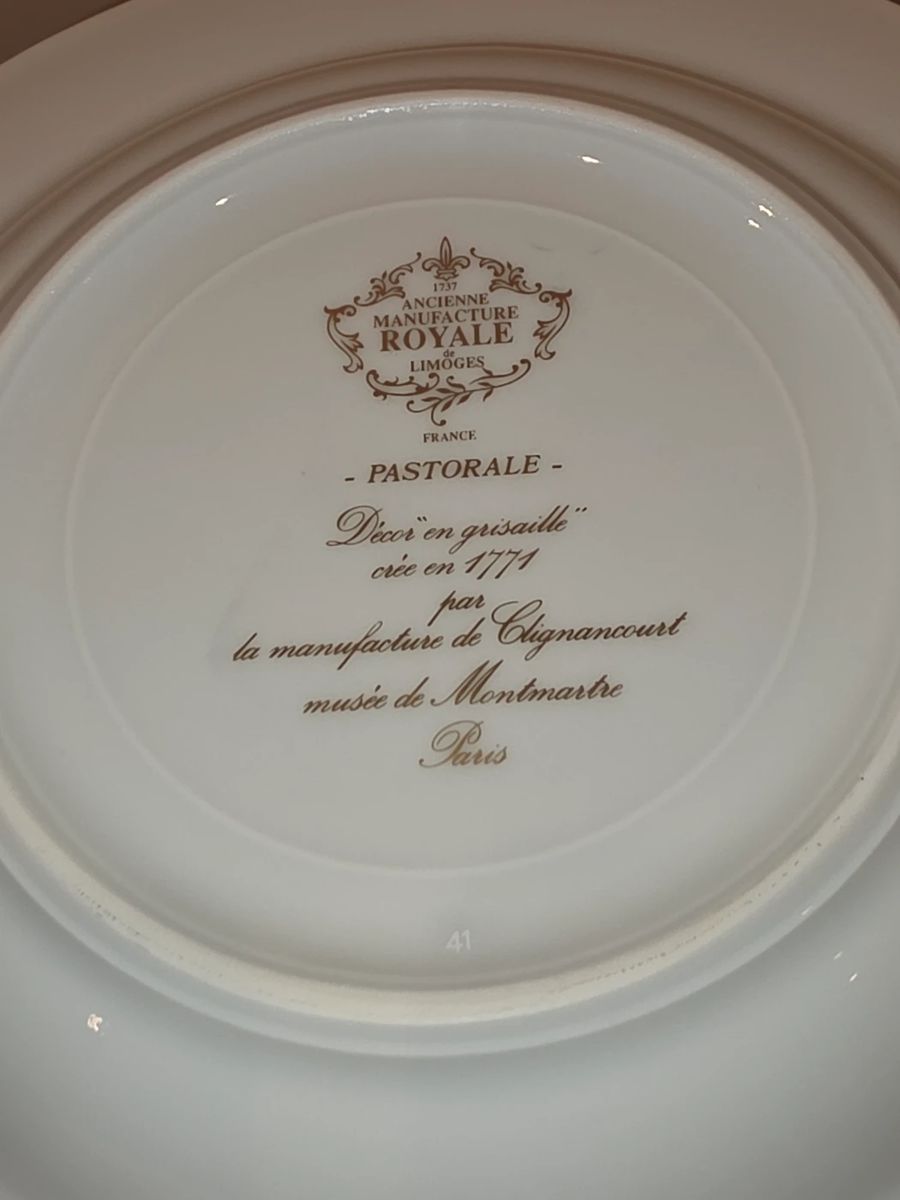 1737
ANCIENNE
MANUFACTURE
ROYALE
de
LIMOGES
FRANCE
- PASTORALE -
Décor "en grisaille"
crée en 1771
par
la manufacture de Clignancourt
musée de Montmartre
Paris
41